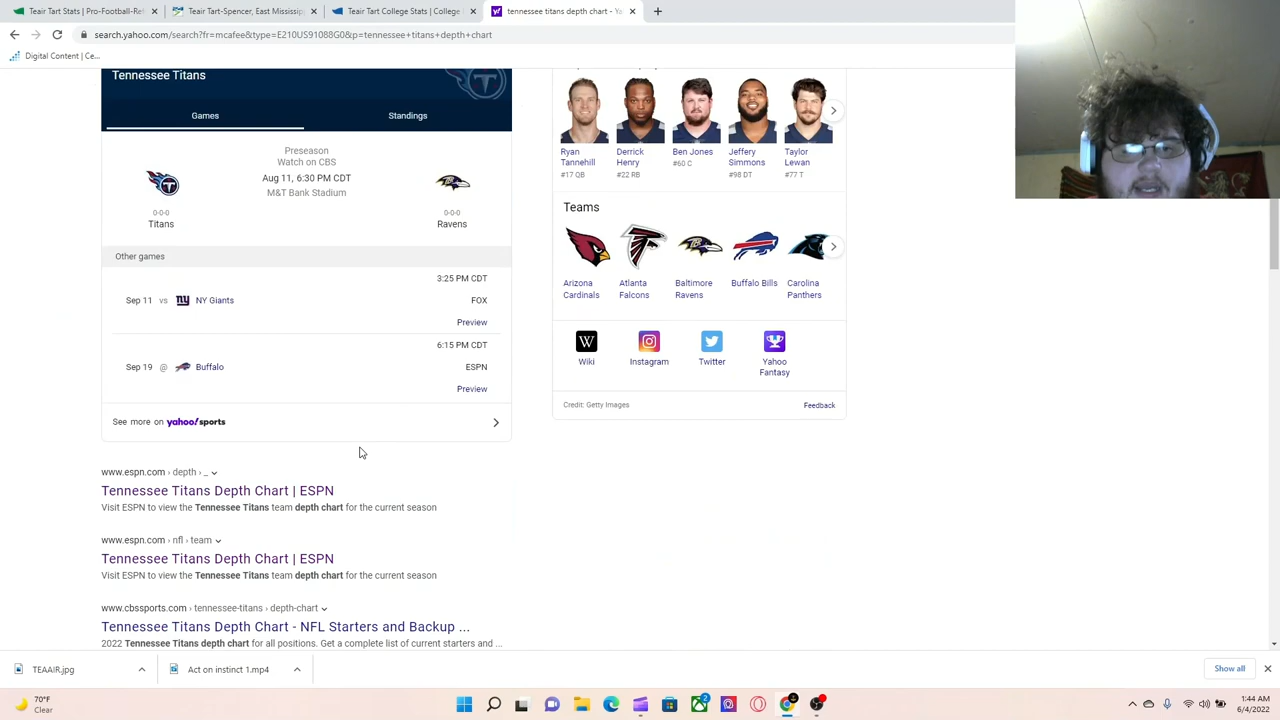 Teair Tart Stats | Pro-Football-Ref
Teair Tart-Spencer, East Mississip
Teair Tart College Stats | College
tennessee titans depth chart - Ya
search.yahoo.com/search?fr=mcafee&type=E210US91088G0&p=tennessee+titans+depth+chart
Digital Content | Ce...
Tennessee Titans
Games
Standings
Preseason
Watch on CBS
Aug 11, 6:30 PM CDT
M&T Bank Stadium
0-0-0
Titans
0-0-0
Ravens
Other games
3:25 PM CDT
Sep 11 vs NY Giants FOX
Preview
6:15 PM CDT
Sep 19 @ Buffalo ESPN
Preview
See more on yahoo!sports
www.espn.com › depth › _
Tennessee Titans Depth Chart | ESPN
Visit ESPN to view the Tennessee Titans team depth chart for the current season
www.espn.com › nfl › team
Tennessee Titans Depth Chart | ESPN
Visit ESPN to view the Tennessee Titans team depth chart for the current season
www.cbssports.com › tennessee-titans › depth-chart
Tennessee Titans Depth Chart - NFL Starters and Backup ...
2022 Tennessee Titans depth chart for all positions. Get a complete list of current starters and ...
Ryan Tannehill
#17 QB
Derrick Henry
#22 RB
Ben Jones
#60 C
Jeffery Simmons
#98 DT
Taylor Lewan
#77 T
Teams
Arizona Cardinals
Atlanta Falcons
Baltimore Ravens
Buffalo Bills
Carolina Panthers
W
Wiki
Instagram
Twitter
Yahoo Fantasy
Credit: Getty Images
Feedback
TEAAIR.jpg
Act on instinct 1.mp4
Show all
70°F
Clear
2
1:44 AM
6/4/2022